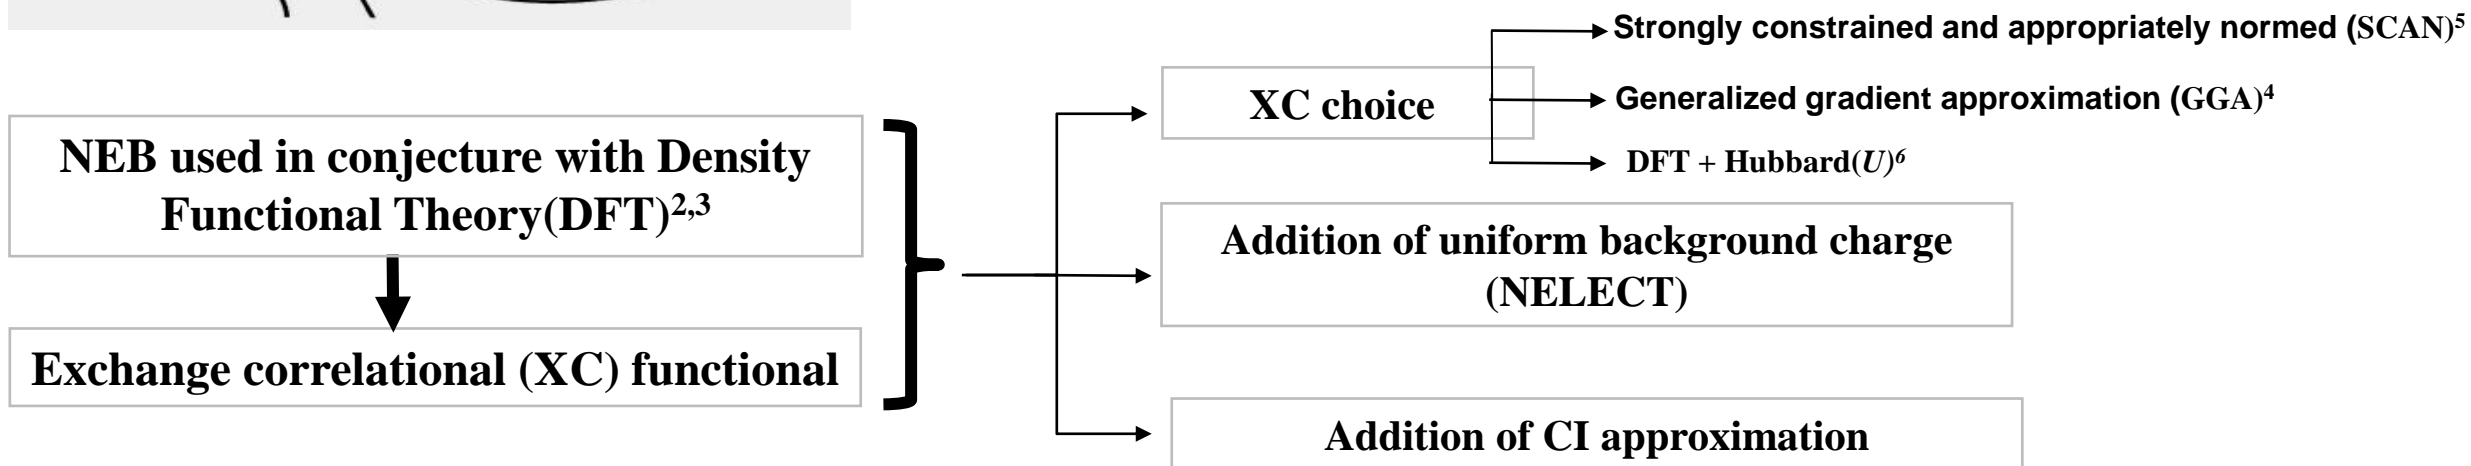 NEB used in conjecture with Density
Functional Theory(DFT)2,3
Exchange correlational (XC) functional
XC choice
Strongly constrained and appropriately normed (SCAN)5
Generalized gradient approximation (GGA)4
DFT + Hubbard(U)6
Addition of uniform background charge
(NELECT)
Addition of CI approximation